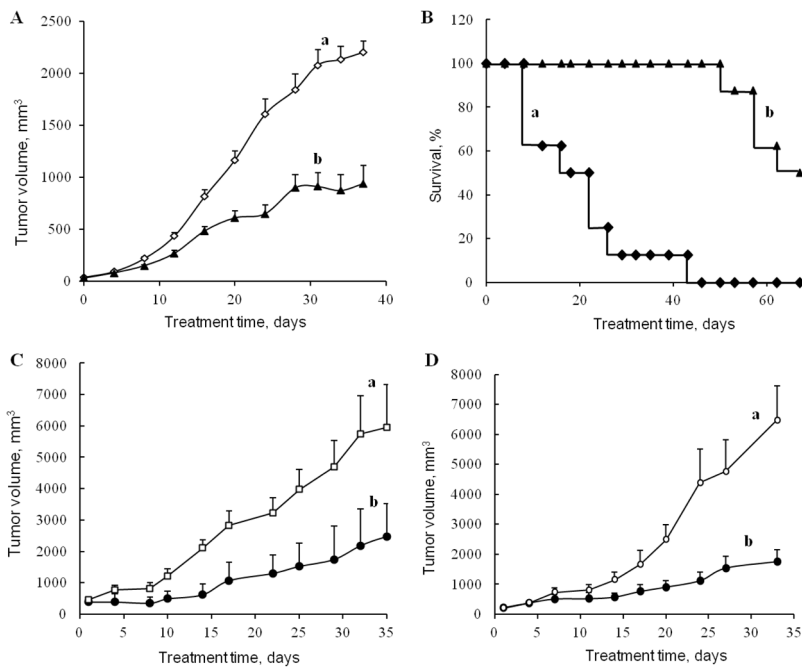 A
Tumor volume, mm³
2500
2000
1500
1000
500
0
0 10 20 30 40
Treatment time, days
a
b
B
Survival, %
120
100
80
60
40
20
0
0 20 40 60
Treatment time, days
a
b
C
Tumor volume, mm³
8000
7000
6000
5000
4000
3000
2000
1000
0
0 5 10 15 20 25 30 35
Treatment time, days
a
b
D
Tumor volume, mm³
8000
7000
6000
5000
4000
3000
2000
1000
0
0 5 10 15 20 25 30 35
Treatment time, days
a
b